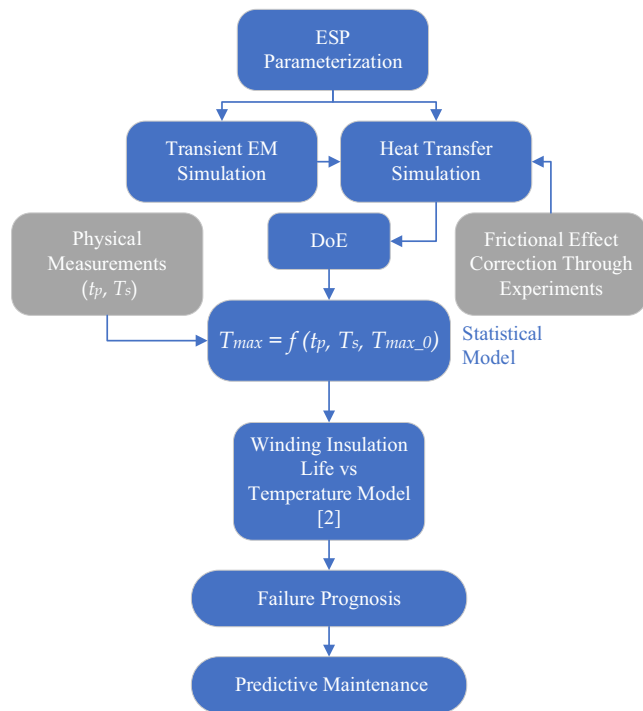 ESP
Parameterization
Transient EM
Simulation
Heat Transfer
Simulation
Physical
Measurements
(tp, Ts)
DoE
Frictional Effect
Correction Through
Experiments
Tmax = f (tp, Ts, Tmax_0)
Statistical
Model
Winding Insulation
Life vs
Temperature Model
[2]
Failure Prognosis
Predictive Maintenance